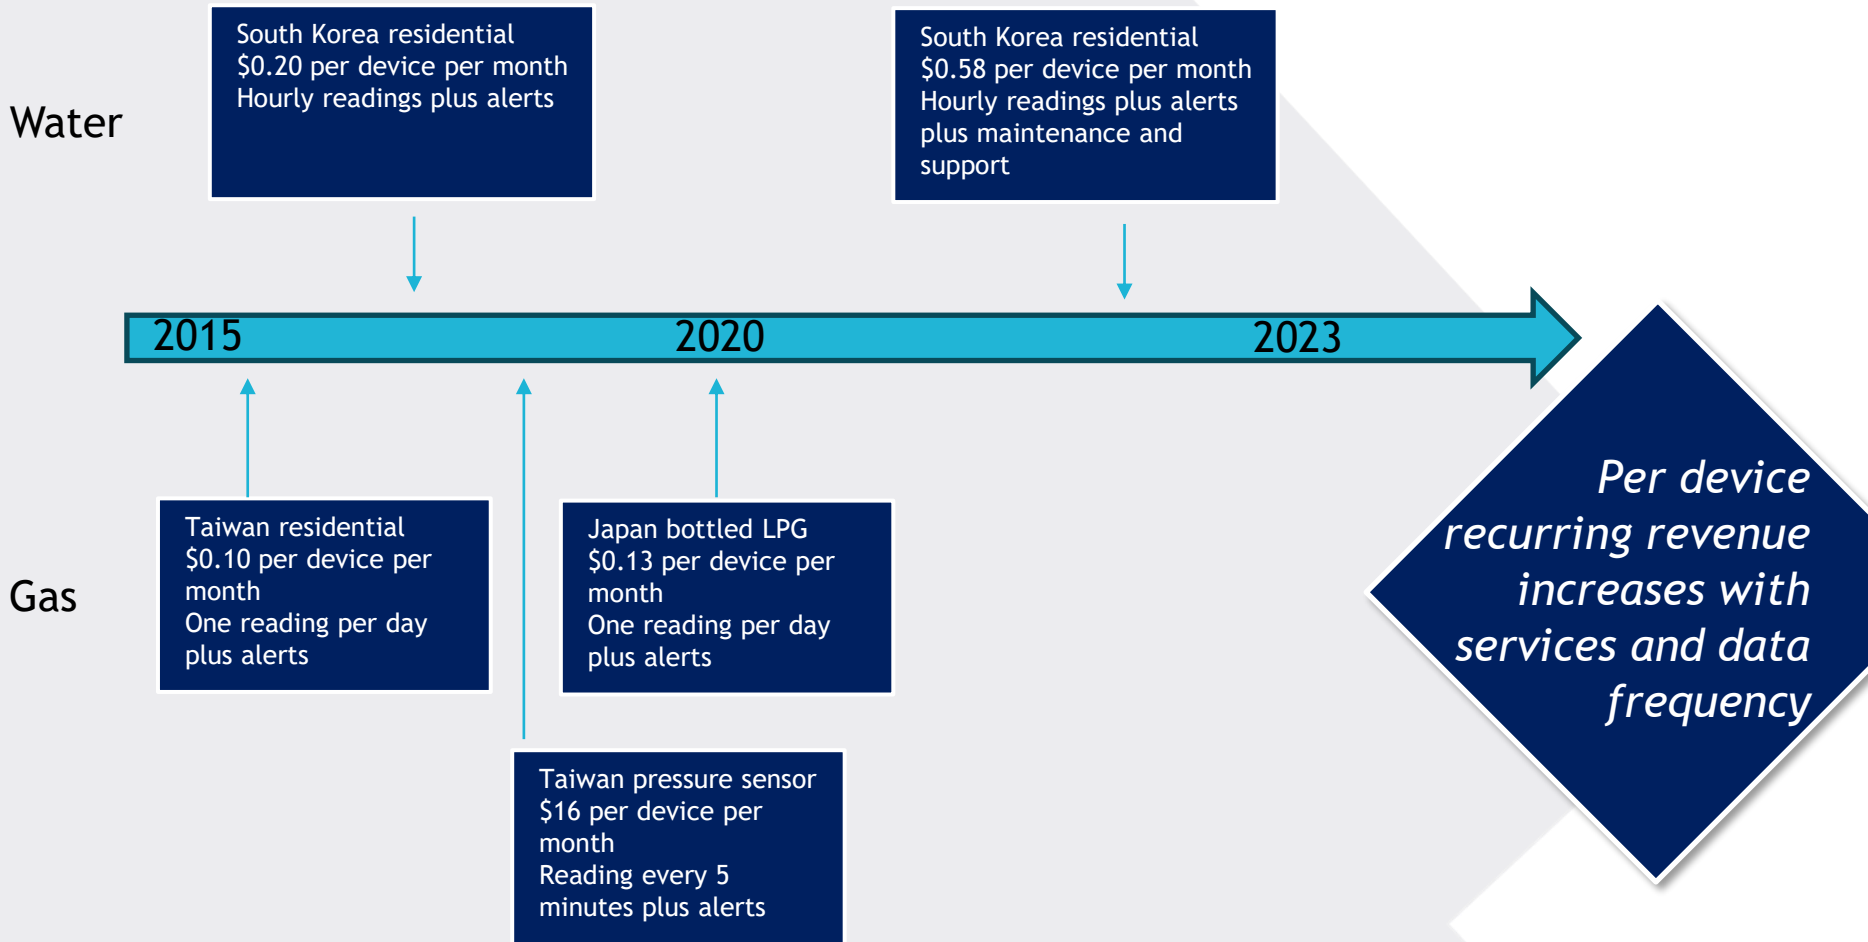 South Korea residential
$0.20 per device per month
Hourly readings plus alerts
South Korea residential
$0.58 per device per month
Hourly readings plus alerts
plus maintenance and
support
Water
2015
2020
2023
Taiwan residential
$0.10 per device per
month
One reading per day
plus alerts
Japan bottled LPG
$0.13 per device per
month
One reading per day
plus alerts
Gas
Taiwan pressure sensor
$16 per device per
month
Reading every 5
minutes plus alerts
Per device
recurring revenue
increases with
services and data
frequency